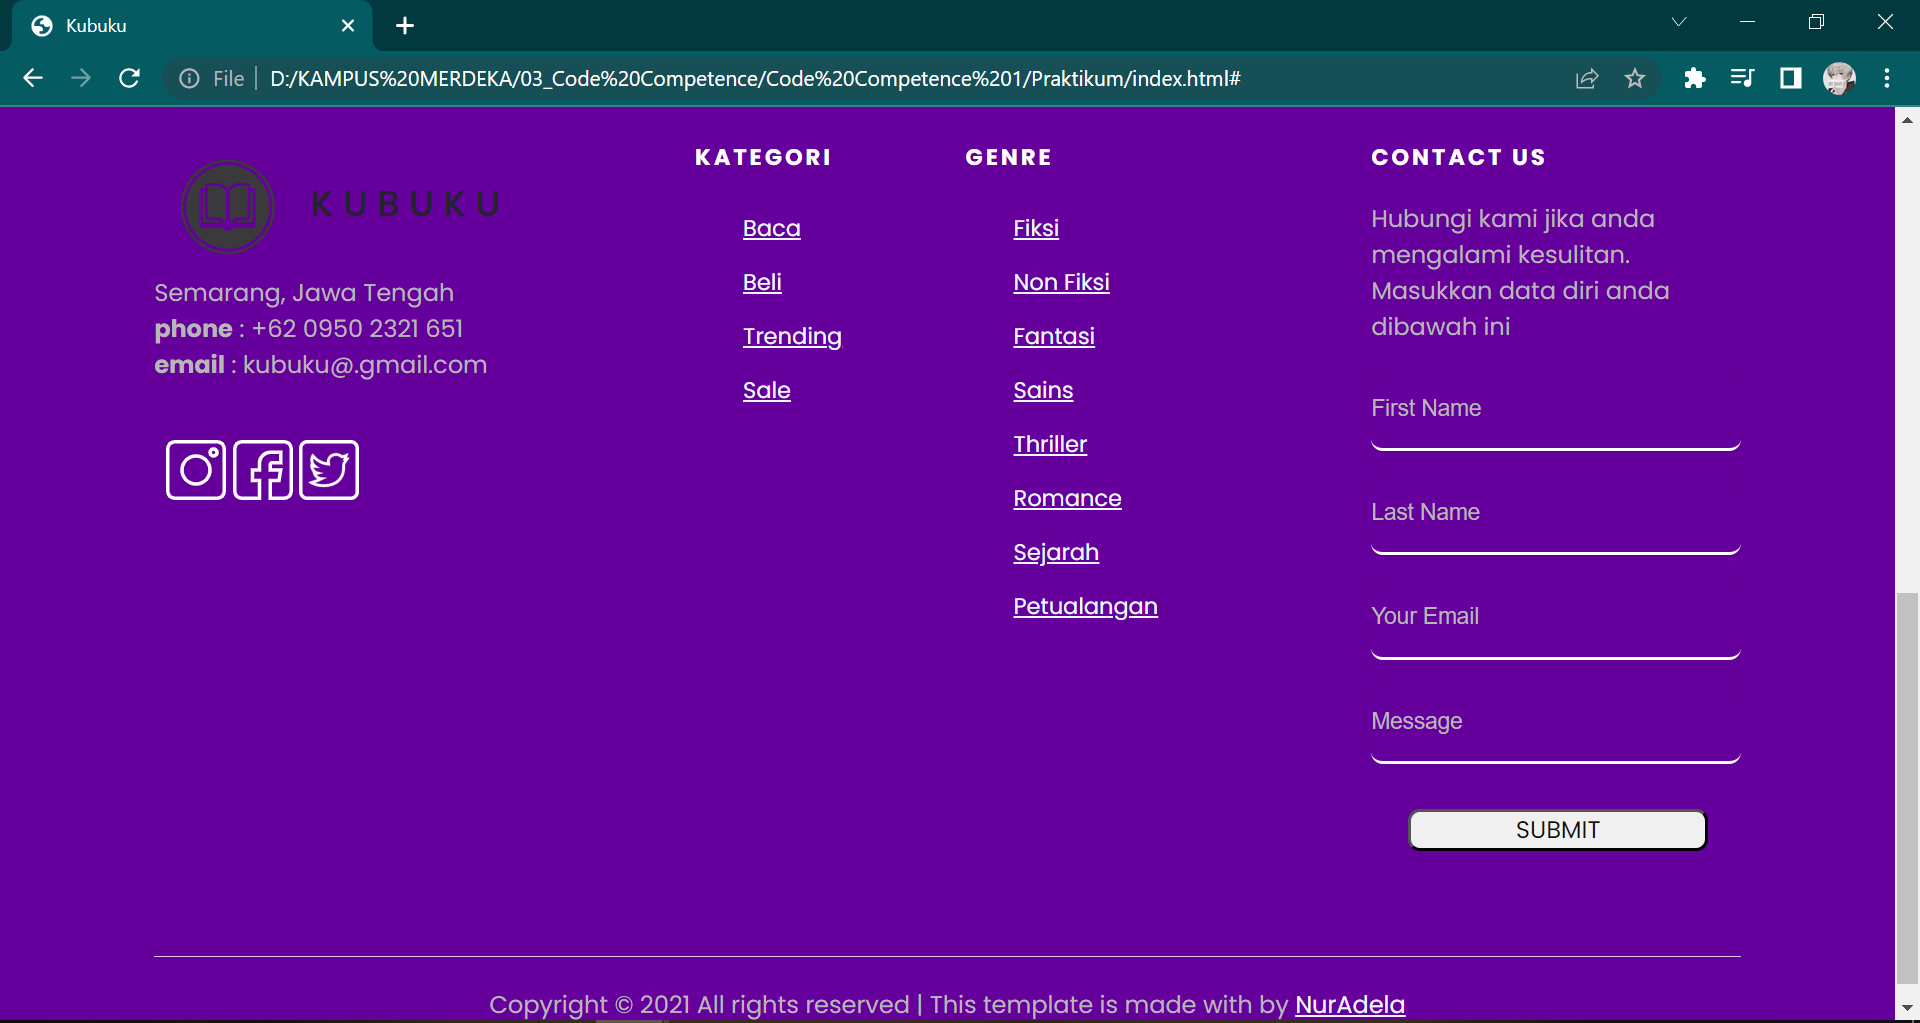 Kubuku
File | D:/KAMPUS%20MERDEKA/03_Code%20Competence/Code%20Competence%201/Praktikum/index.html#
KUBUKU
Semarang, Jawa Tengah
phone : +62 0950 2321 651
email : kubuku@.gmail.com
KATEGORI
Baca
Beli
Trending
Sale
GENRE
Fiksi
Non Fiksi
Fantasi
Sains
Thriller
Romance
Sejarah
Petualangan
CONTACT US
Hubungi kami jika anda
mengalami kesulitan.
Masukkan data diri anda
dibawah ini
First Name
Last Name
Your Email
Message
SUBMIT
Copyright © 2021 All rights reserved | This template is made with by NurAdela